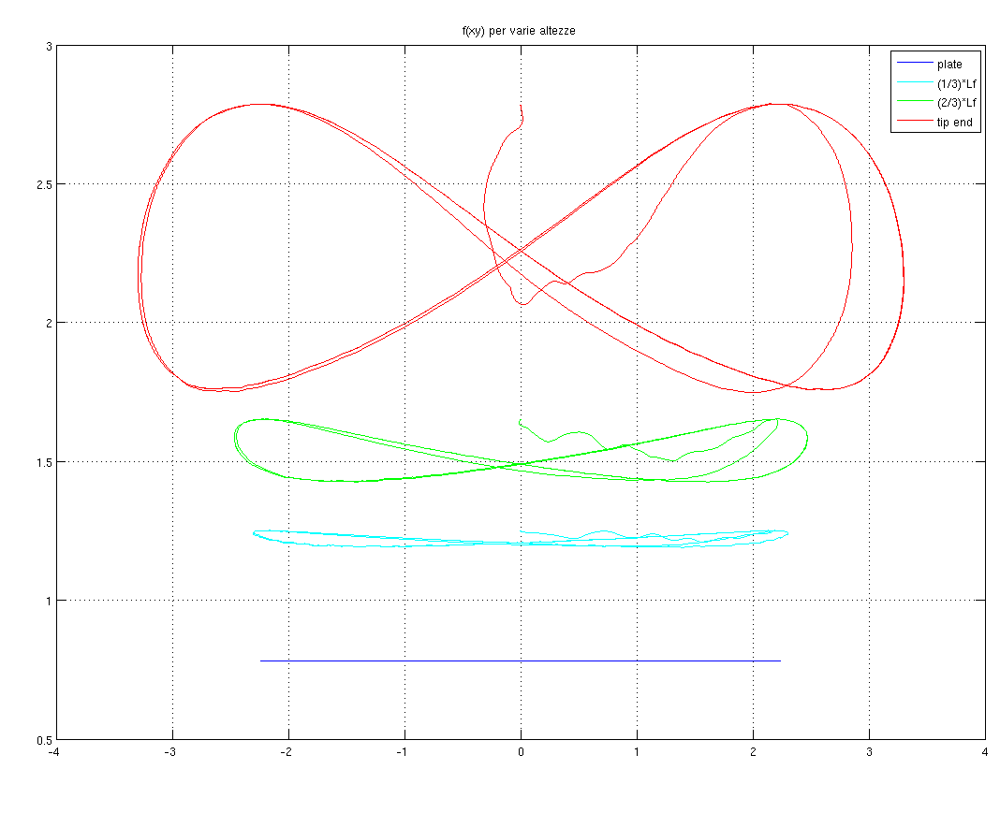 f(xy) per varie altezze
3
2.5
2
1.5
1
0.5
-4 -3 -2 -1 0 1 2 3 4
plate
(1/3)*Lf
(2/3)*Lf
tip end